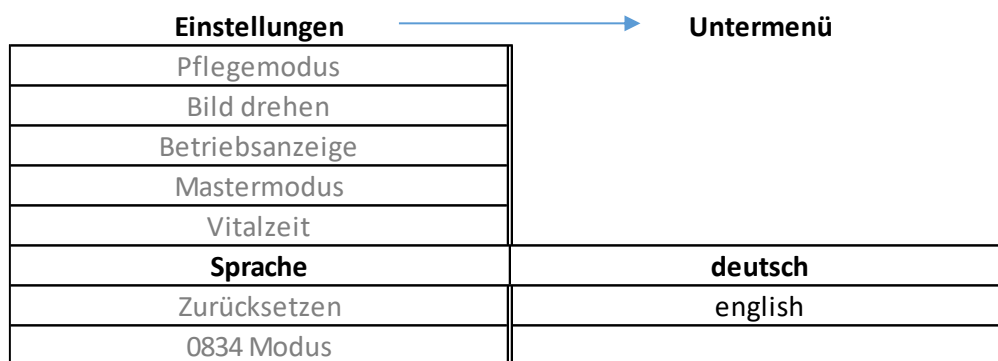 Einstellungen Untermenü
Pflegemodus
Bild drehen
Betriebsanzeige
Mastermodus
Vitalzeit
Sprache deutsch
Zurücksetzen english
0834 Modus